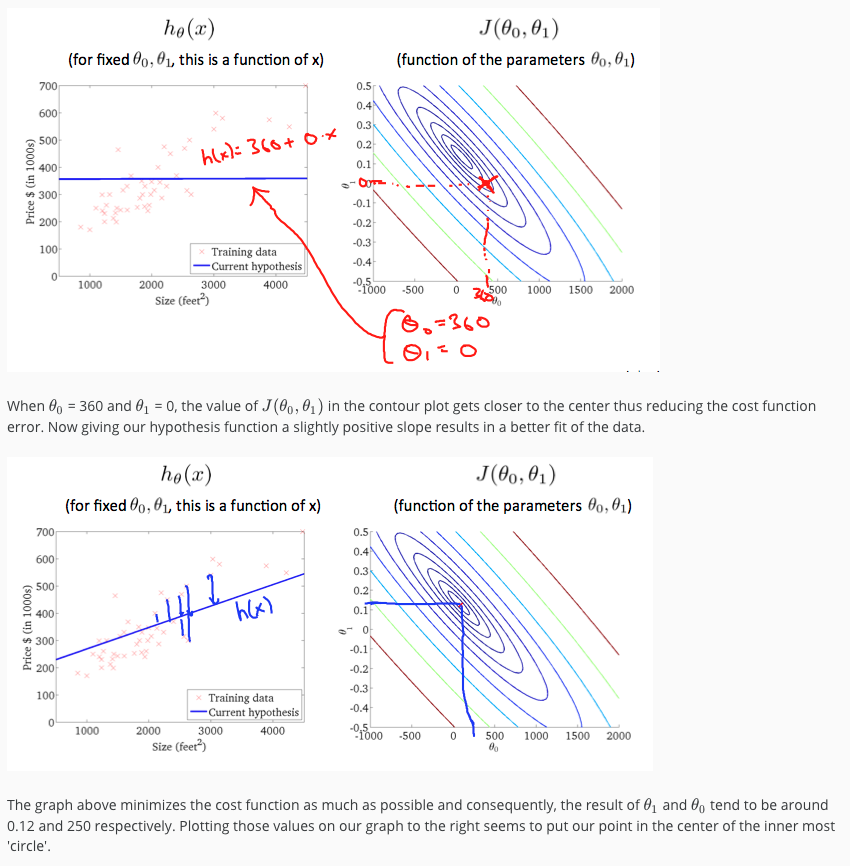 hθ(x)
J(θ₀, θ₁)
(for fixed θ₀, θ₁, this is a function of x)
(function of the parameters θ₀, θ₁)
700
600
500
400
300
200
100
0
Price $ (in 1000s)
1000 2000 3000 4000
Size (feet²)
Training data
Current hypothesis
h(x) = 360 + 0·x
0.5
0.4
0.3
0.2
0.1
0
-0.1
-0.2
-0.3
-0.4
-0.5
θ₁
-1000 -500 0 500 1000 1500 2000
360
θ₀
θ₀ = 360
θ₁ = 0
When θ₀ = 360 and θ₁ = 0, the value of J(θ₀, θ₁) in the contour plot gets closer to the center thus reducing the cost function
error. Now giving our hypothesis function a slightly positive slope results in a better fit of the data.
hθ(x)
J(θ₀, θ₁)
(for fixed θ₀, θ₁, this is a function of x)
(function of the parameters θ₀, θ₁)
700
600
500
400
300
200
100
0
Price $ (in 1000s)
1000 2000 3000 4000
Size (feet²)
Training data
Current hypothesis
h(x)
0.5
0.4
0.3
0.2
0.1
0
-0.1
-0.2
-0.3
-0.4
-0.5
θ₁
-1000 -500 0 500 1000 1500 2000
θ₀
The graph above minimizes the cost function as much as possible and consequently, the result of θ₁ and θ₀ tend to be around
0.12 and 250 respectively. Plotting those values on our graph to the right seems to put our point in the center of the inner most
'circle'.